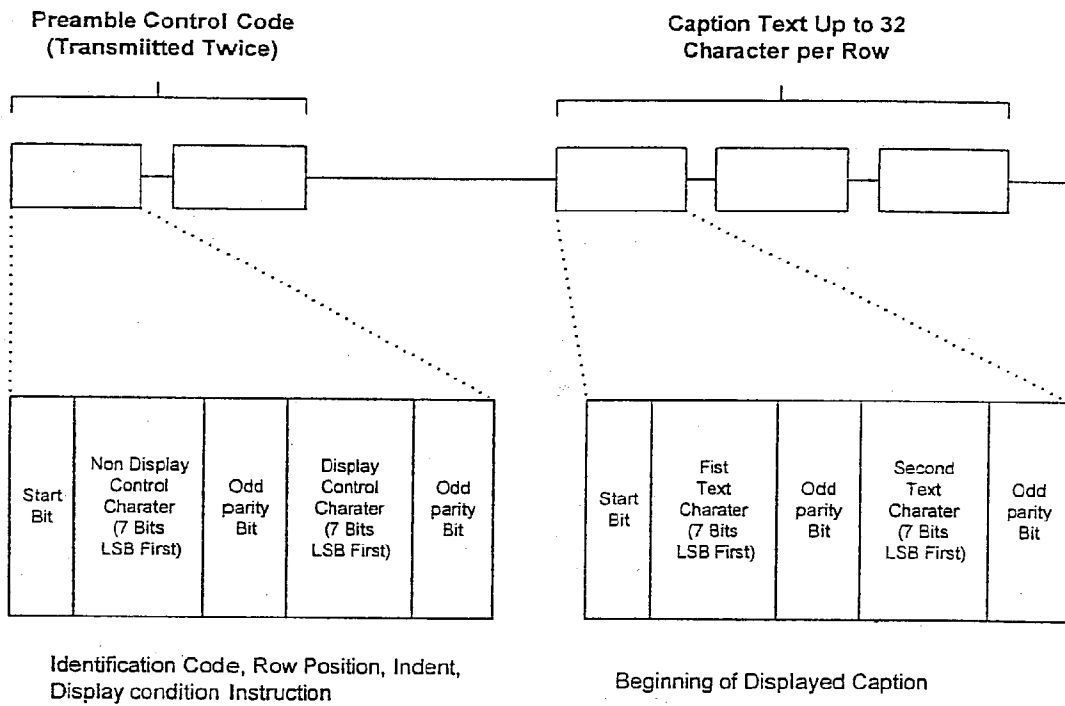 Preamble Control Code
(Transmiitted Twice)
Caption Text Up to 32
Character per Row
Start
Bit
Non Display
Control
Charater
(7 Bits
LSB First)
Odd
parity
Bit
Display
Control
Charater
(7 Bits
LSB First)
Odd
parity
Bit
Start
Bit
Fist
Text
Charater
(7 Bits
LSB First)
Odd
parity
Bit
Second
Text
Charater
(7 Bits
LSB First)
Odd
parity
Bit
Identification Code, Row Position, Indent,
Display condition Instruction
Beginning of Displayed Caption